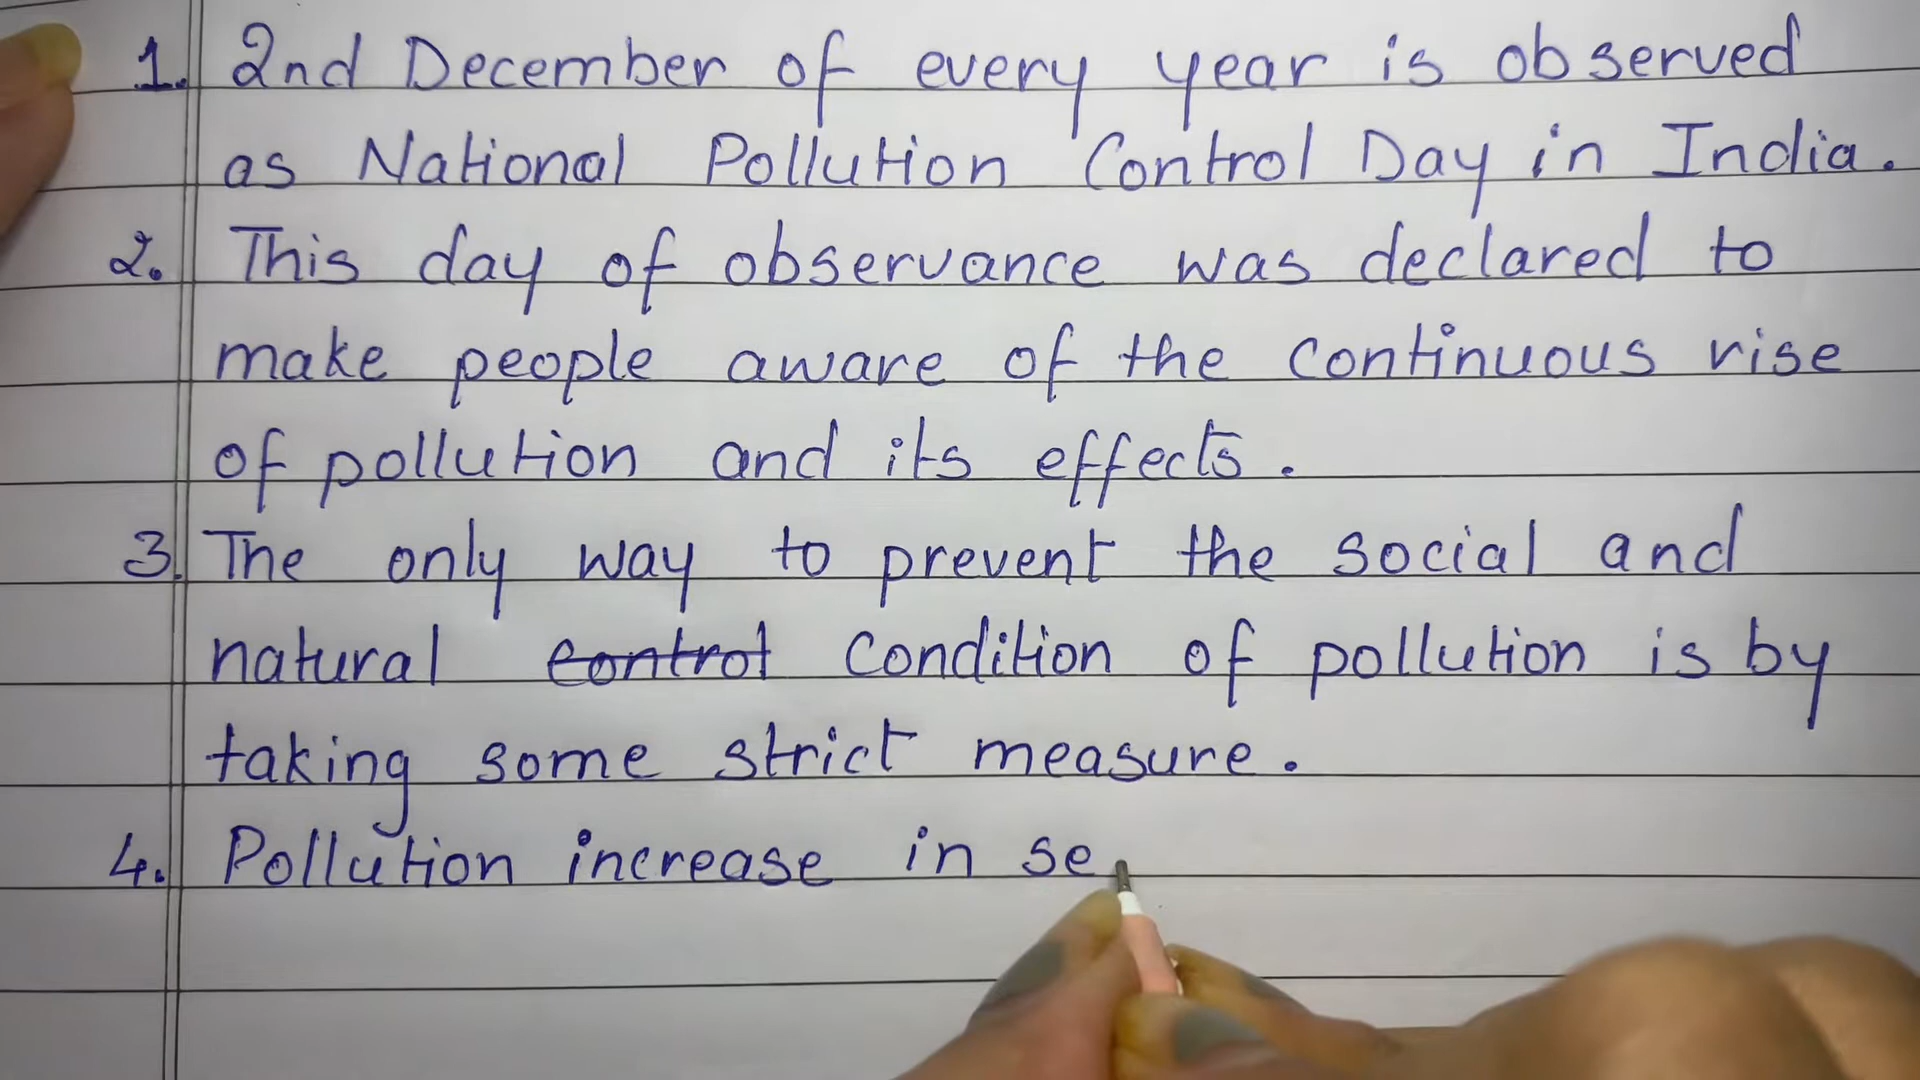 1. 2nd December of every year is observed
as National Pollution Control Day in India.
2. This day of observance was declared to
make people aware of the continuous rise
of pollution and its effects.
3. The only way to prevent the social and
natural control condition of pollution is by
taking some strict measure.
4. Pollution increase in se